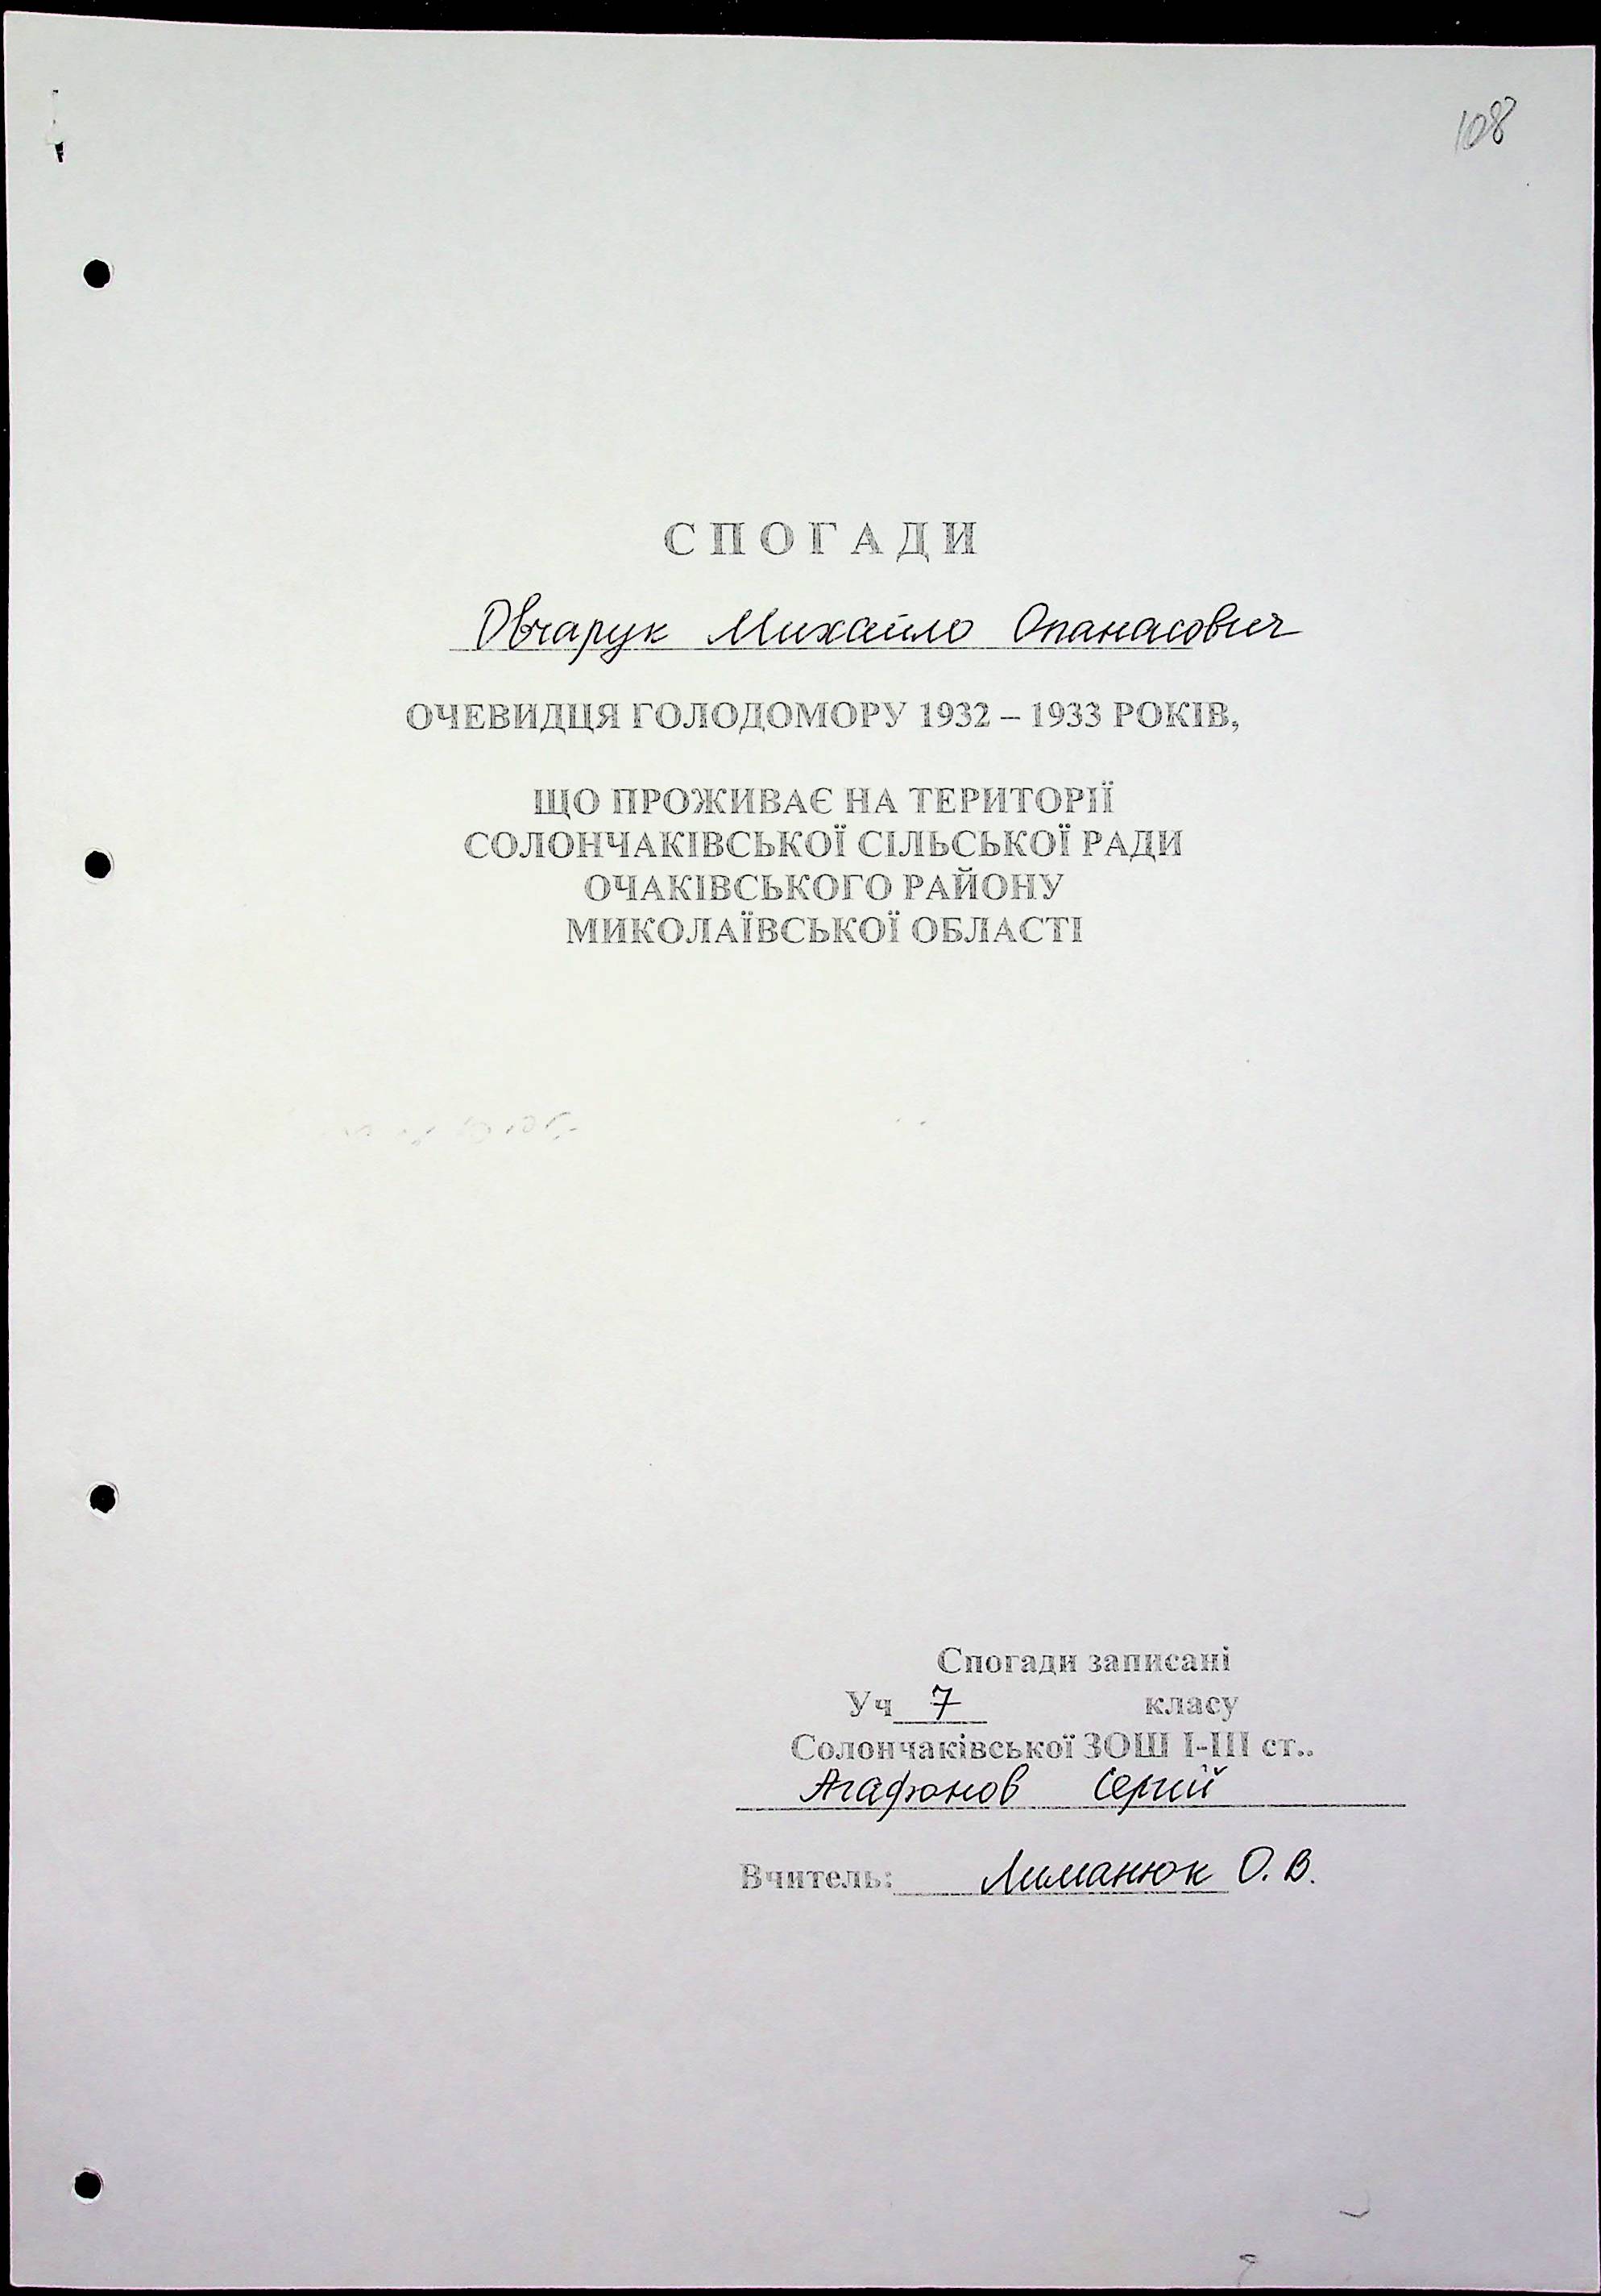 108
СПОГАДИ
Овчарук Михайло Опанасович
ОЧЕВИДЦЯ ГОЛОДОМОРУ 1932 – 1933 РОКІВ,
ЩО ПРОЖИВАЄ НА ТЕРИТОРІЇ
СОЛОНЧАКІВСЬКОЇ СІЛЬСЬКОЇ РАДИ
ОЧАКІВСЬКОГО РАЙОНУ
МИКОЛАЇВСЬКОЇ ОБЛАСТІ
Спогади записані
Уч 7 класу
Солончаківської ЗОШ І-ІІІ ст..
Агафонов Сергій
Вчитель: Лиманюк О.В.